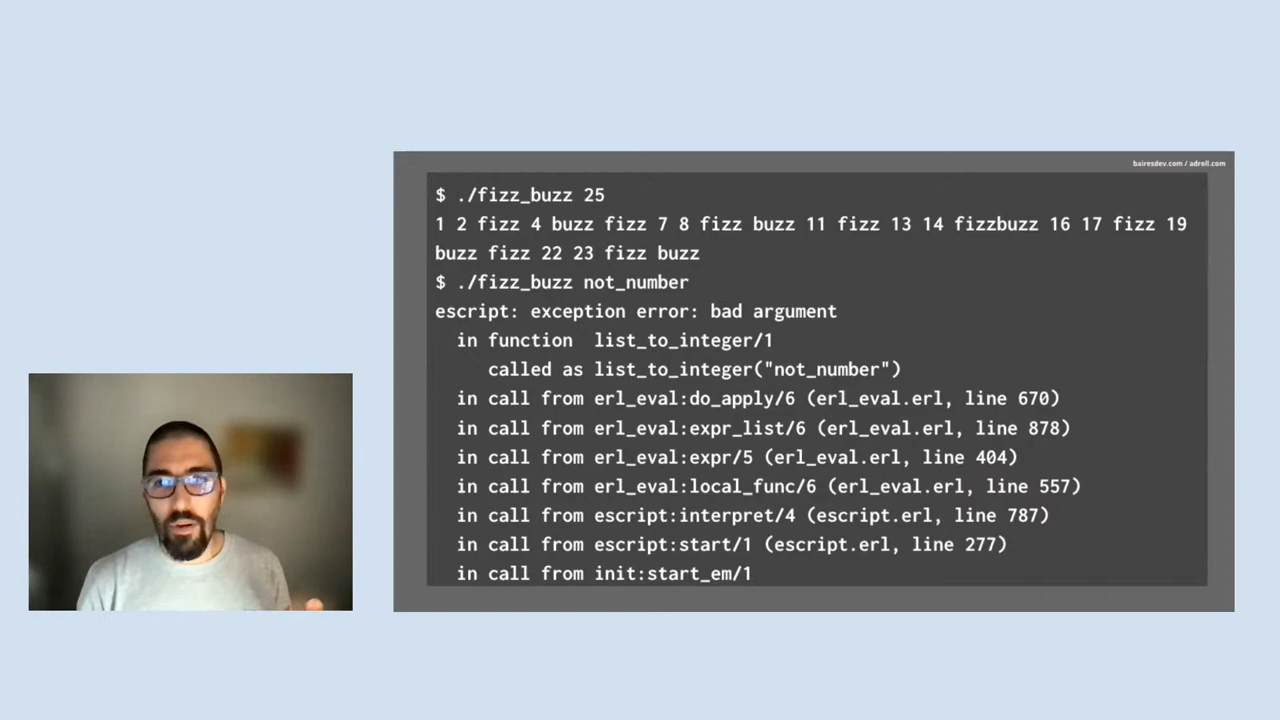 bairesdev.com / adroll.com
$ ./fizz_buzz 25
1 2 fizz 4 buzz fizz 7 8 fizz buzz 11 fizz 13 14 fizzbuzz 16 17 fizz 19
buzz fizz 22 23 fizz buzz
$ ./fizz_buzz not_number
escript: exception error: bad argument
  in function  list_to_integer/1
     called as list_to_integer("not_number")
  in call from erl_eval:do_apply/6 (erl_eval.erl, line 670)
  in call from erl_eval:expr_list/6 (erl_eval.erl, line 878)
  in call from erl_eval:expr/5 (erl_eval.erl, line 404)
  in call from erl_eval:local_func/6 (erl_eval.erl, line 557)
  in call from escript:interpret/4 (escript.erl, line 787)
  in call from escript:start/1 (escript.erl, line 277)
  in call from init:start_em/1